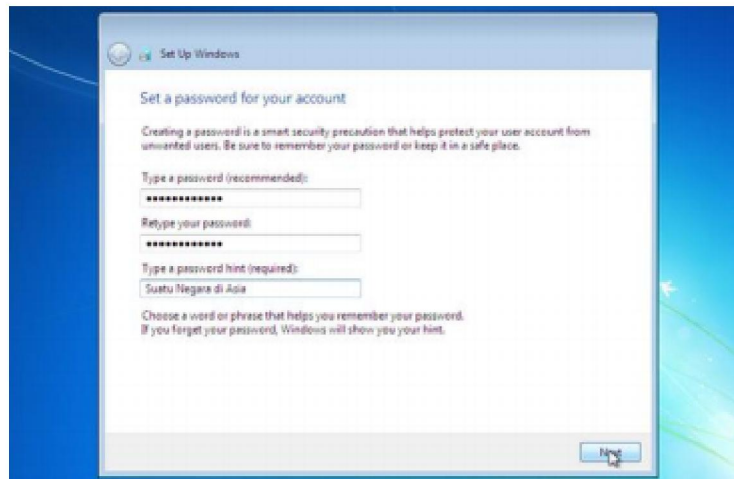 Set Up Windows
Set a password for your account
Creating a password is a smart security precaution that helps protect your user account from
unwanted users. Be sure to remember your password or keep it in a safe place.
Type a password (recommended):
••••••••••••
Retype your password:
••••••••••••
Type a password hint (required):
Suatu Negara di Asia
Choose a word or phrase that helps you remember your password.
If you forget your password, Windows will show you your hint.
Next